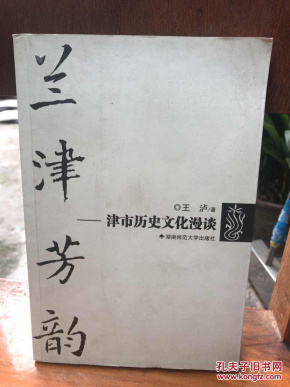 兰津芳韵
——津市历史文化漫谈
◎王 泸/著
湖南师范大学出版社
孔夫子旧书网